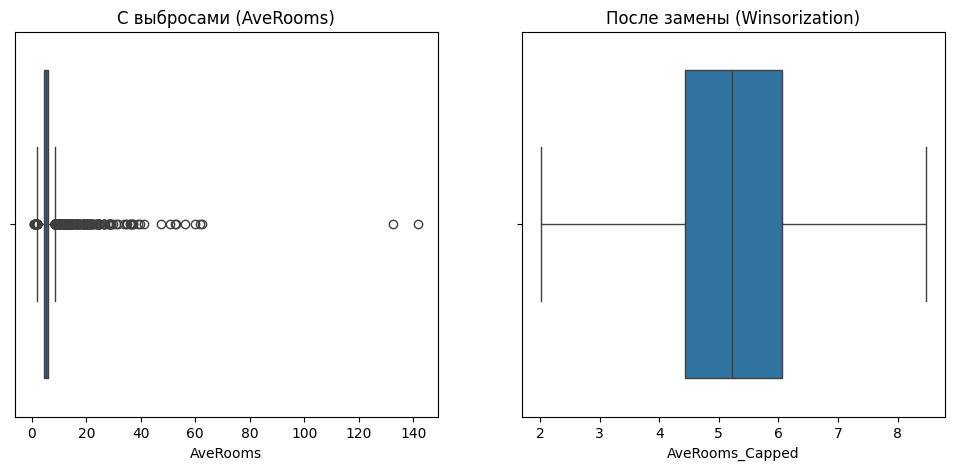 С выбросами (AveRooms)
0 20 40 60 80 100 120 140
AveRooms
После замены (Winsorization)
2 3 4 5 6 7 8
AveRooms_Capped